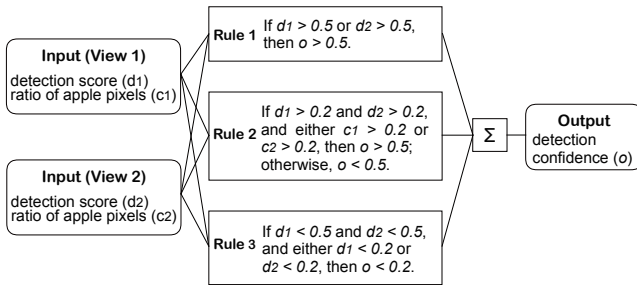 Input (View 1)
detection score (d1)
ratio of apple pixels (c1)
Input (View 2)
detection score (d2)
ratio of apple pixels (c2)
Rule 1 If d1 > 0.5 or d2 > 0.5,
then o > 0.5.
If d1 > 0.2 and d2 > 0.2,
and either c1 > 0.2 or
Rule 2 c2 > 0.2, then o > 0.5;
otherwise, o < 0.5.
If d1 < 0.5 and d2 < 0.5,
Rule 3 and either d1 < 0.2 or
d2 < 0.2, then o < 0.2.
Σ
Output
detection
confidence (o)